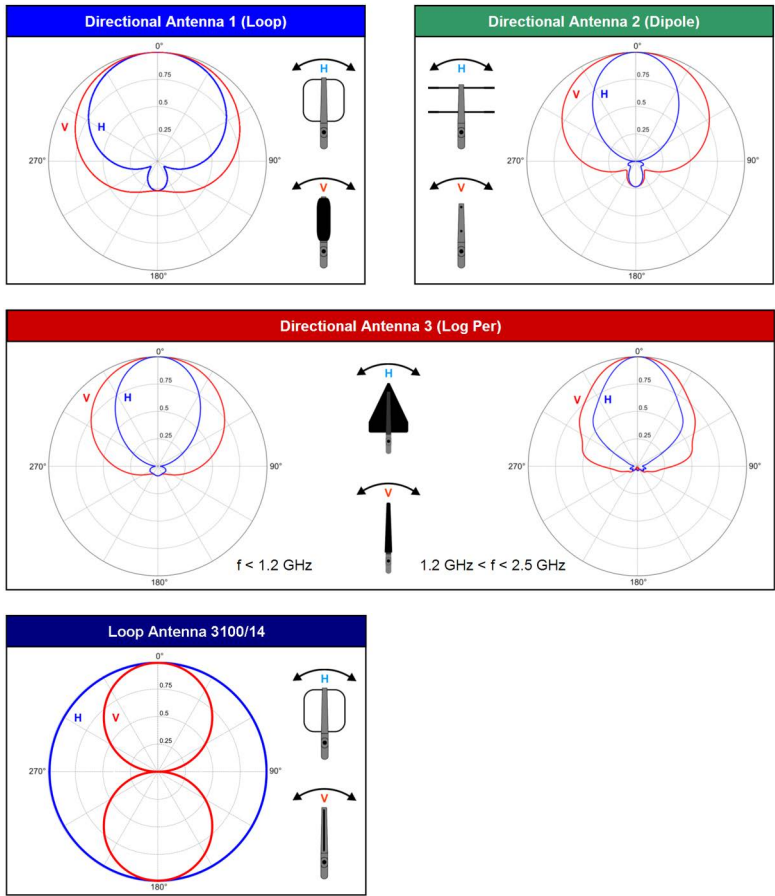 Directional Antenna 1 (Loop)
0°
0.75
0.5
0.25
V
H
270°
90°
180°
H
V
Directional Antenna 2 (Dipole)
H
V
0°
0.75
0.5
0.25
V
H
270°
90°
180°
Directional Antenna 3 (Log Per)
0°
0.75
0.5
0.25
V
H
270°
90°
180°
f < 1.2 GHz
H
V
0°
0.75
0.5
0.25
V
H
270°
90°
180°
1.2 GHz < f < 2.5 GHz
Loop Antenna 3100/14
0°
0.75
0.5
0.25
H
V
270°
90°
180°
H
V